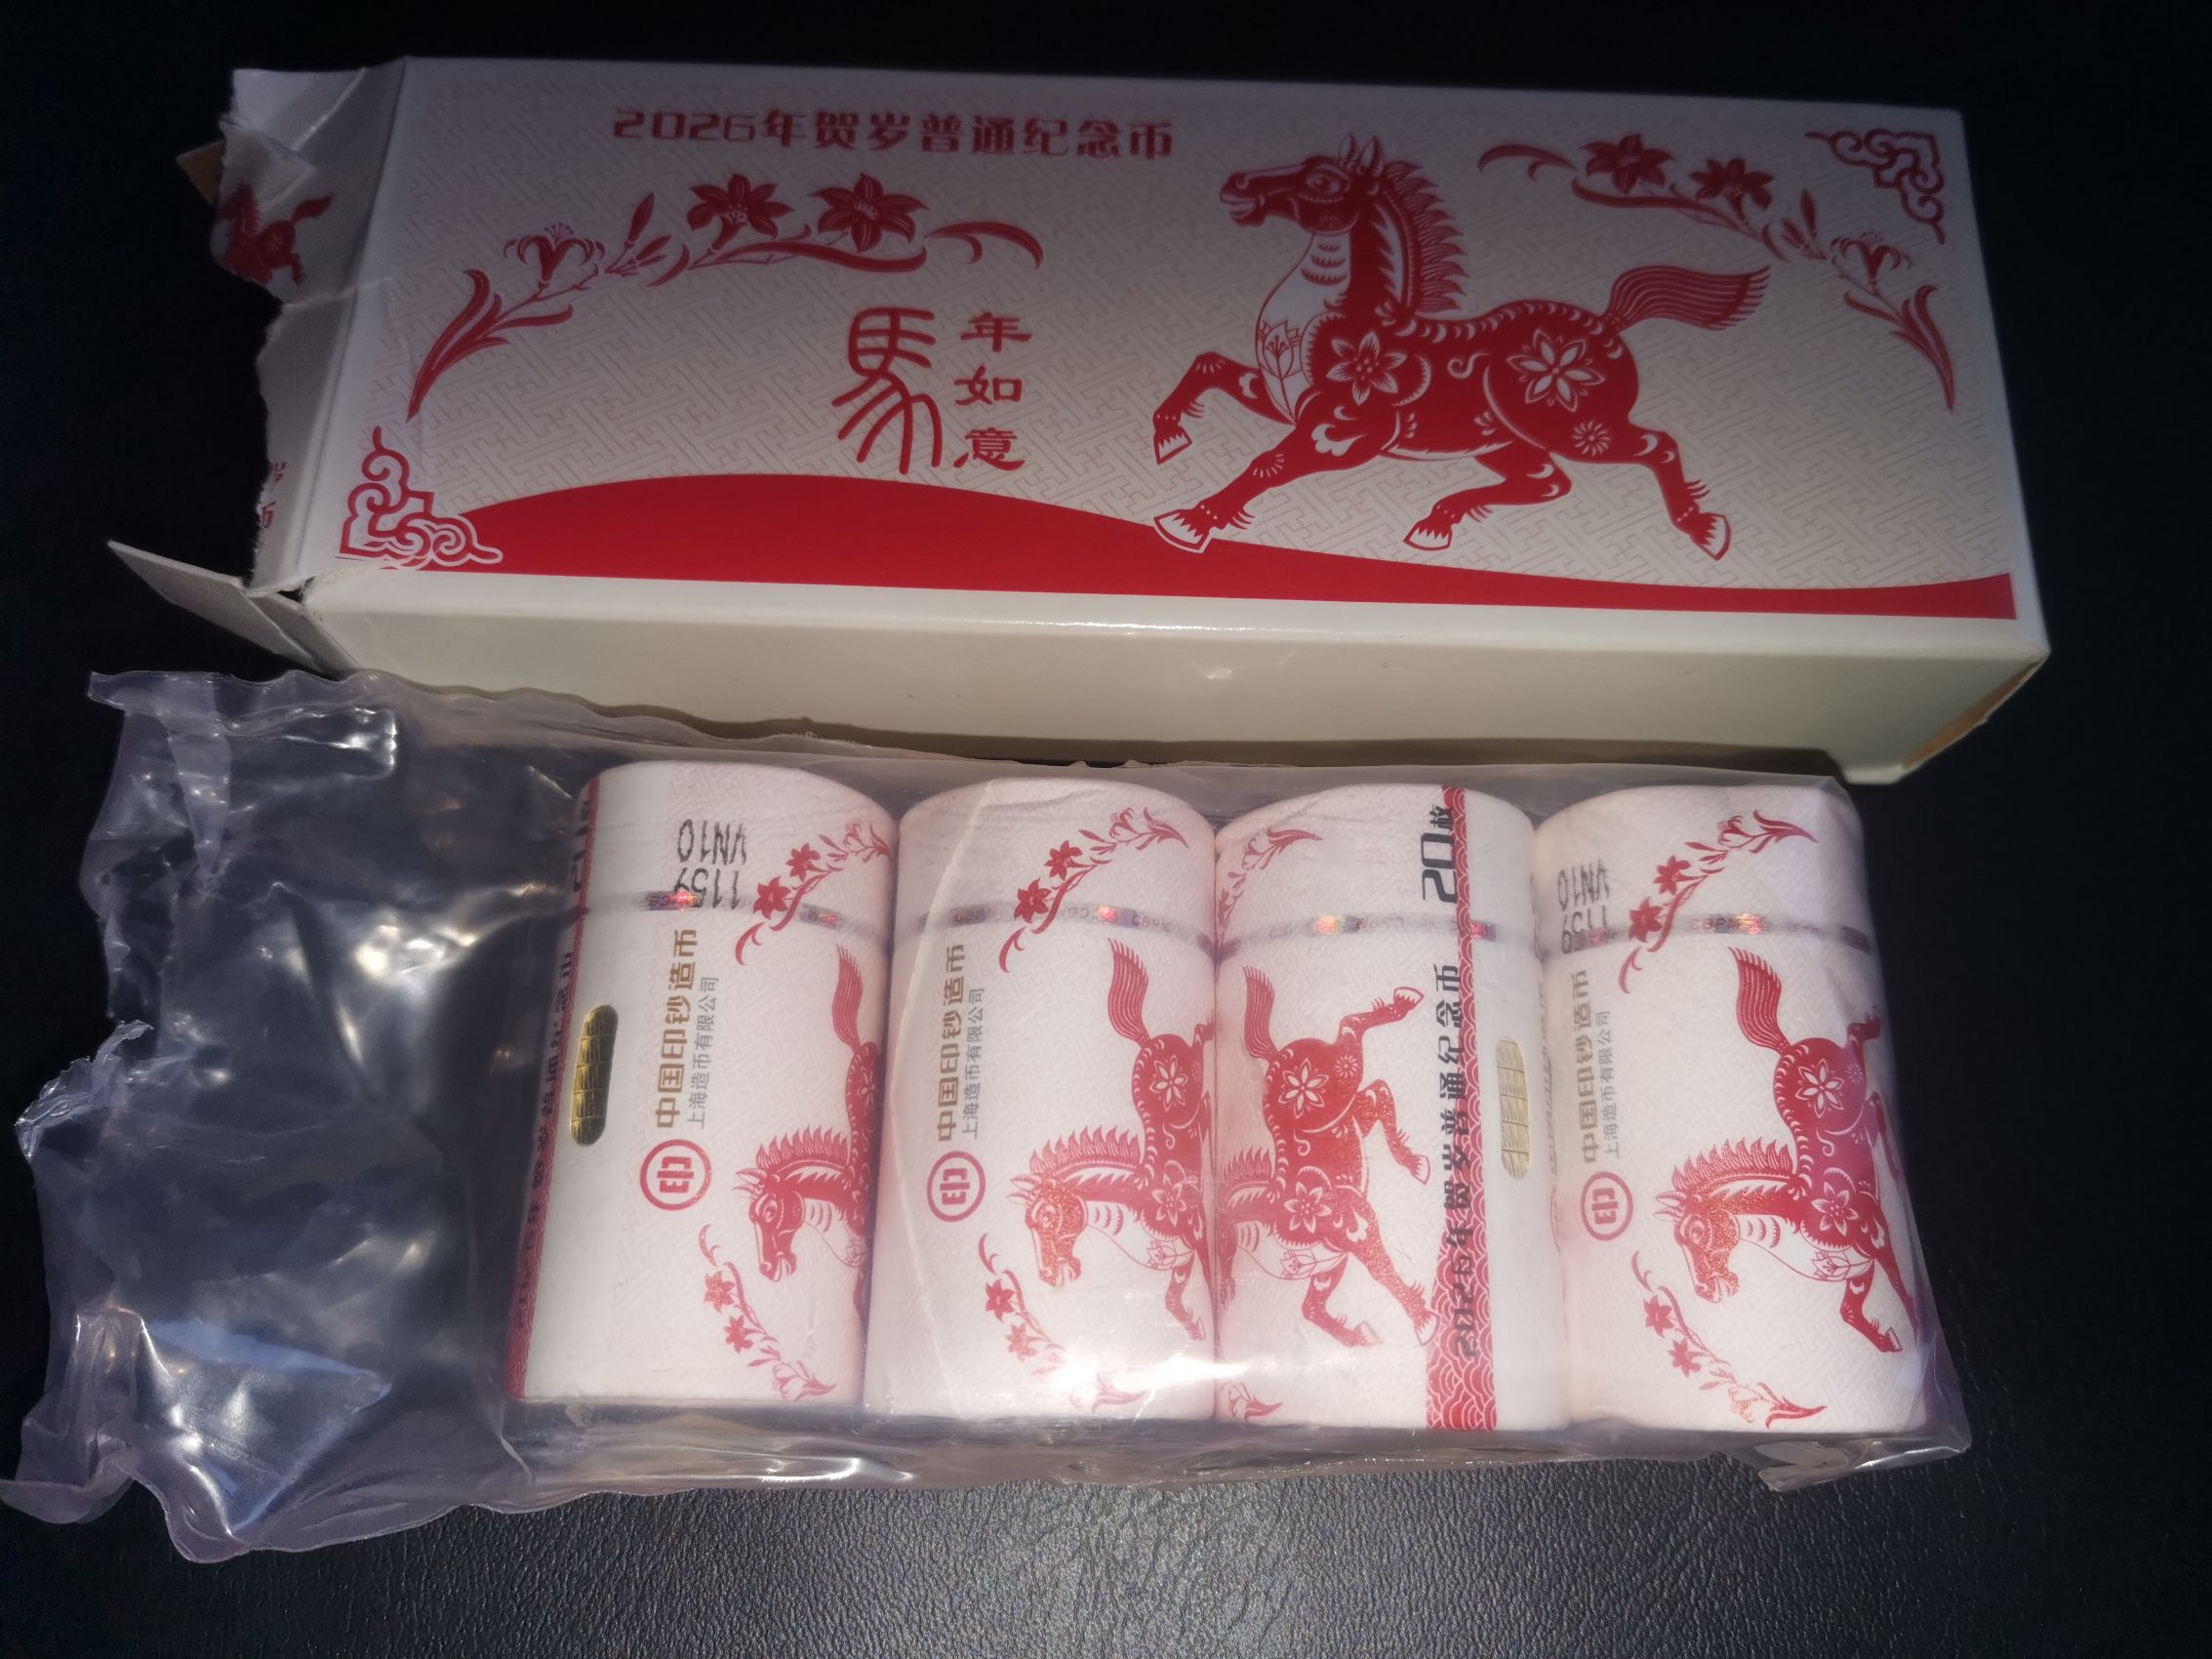 2026年贺岁普通纪念币
馬
年如意
VN10
1159
中国印钞造币
上海造币有限公司
中国印钞造币
上海造币有限公司
20枚
2026年贺岁普通纪念币
VN10
1159
中国印钞造币
上海造币有限公司